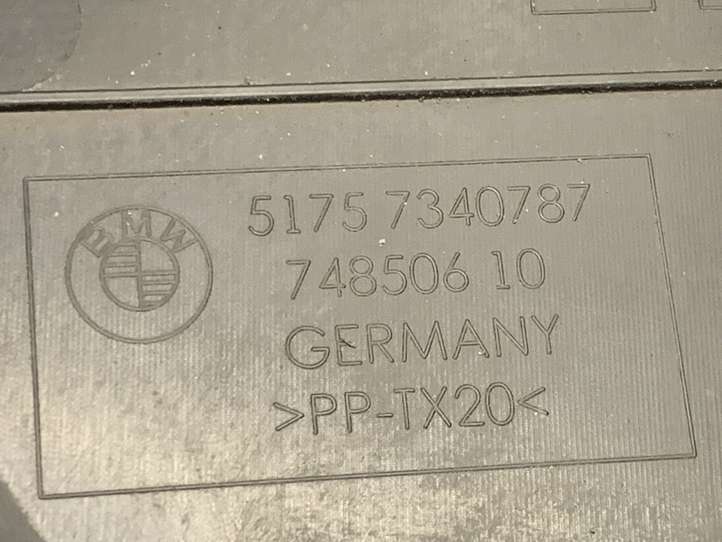 BMW
5175 7340787
748506 10
GERMANY
>PP-TX20<